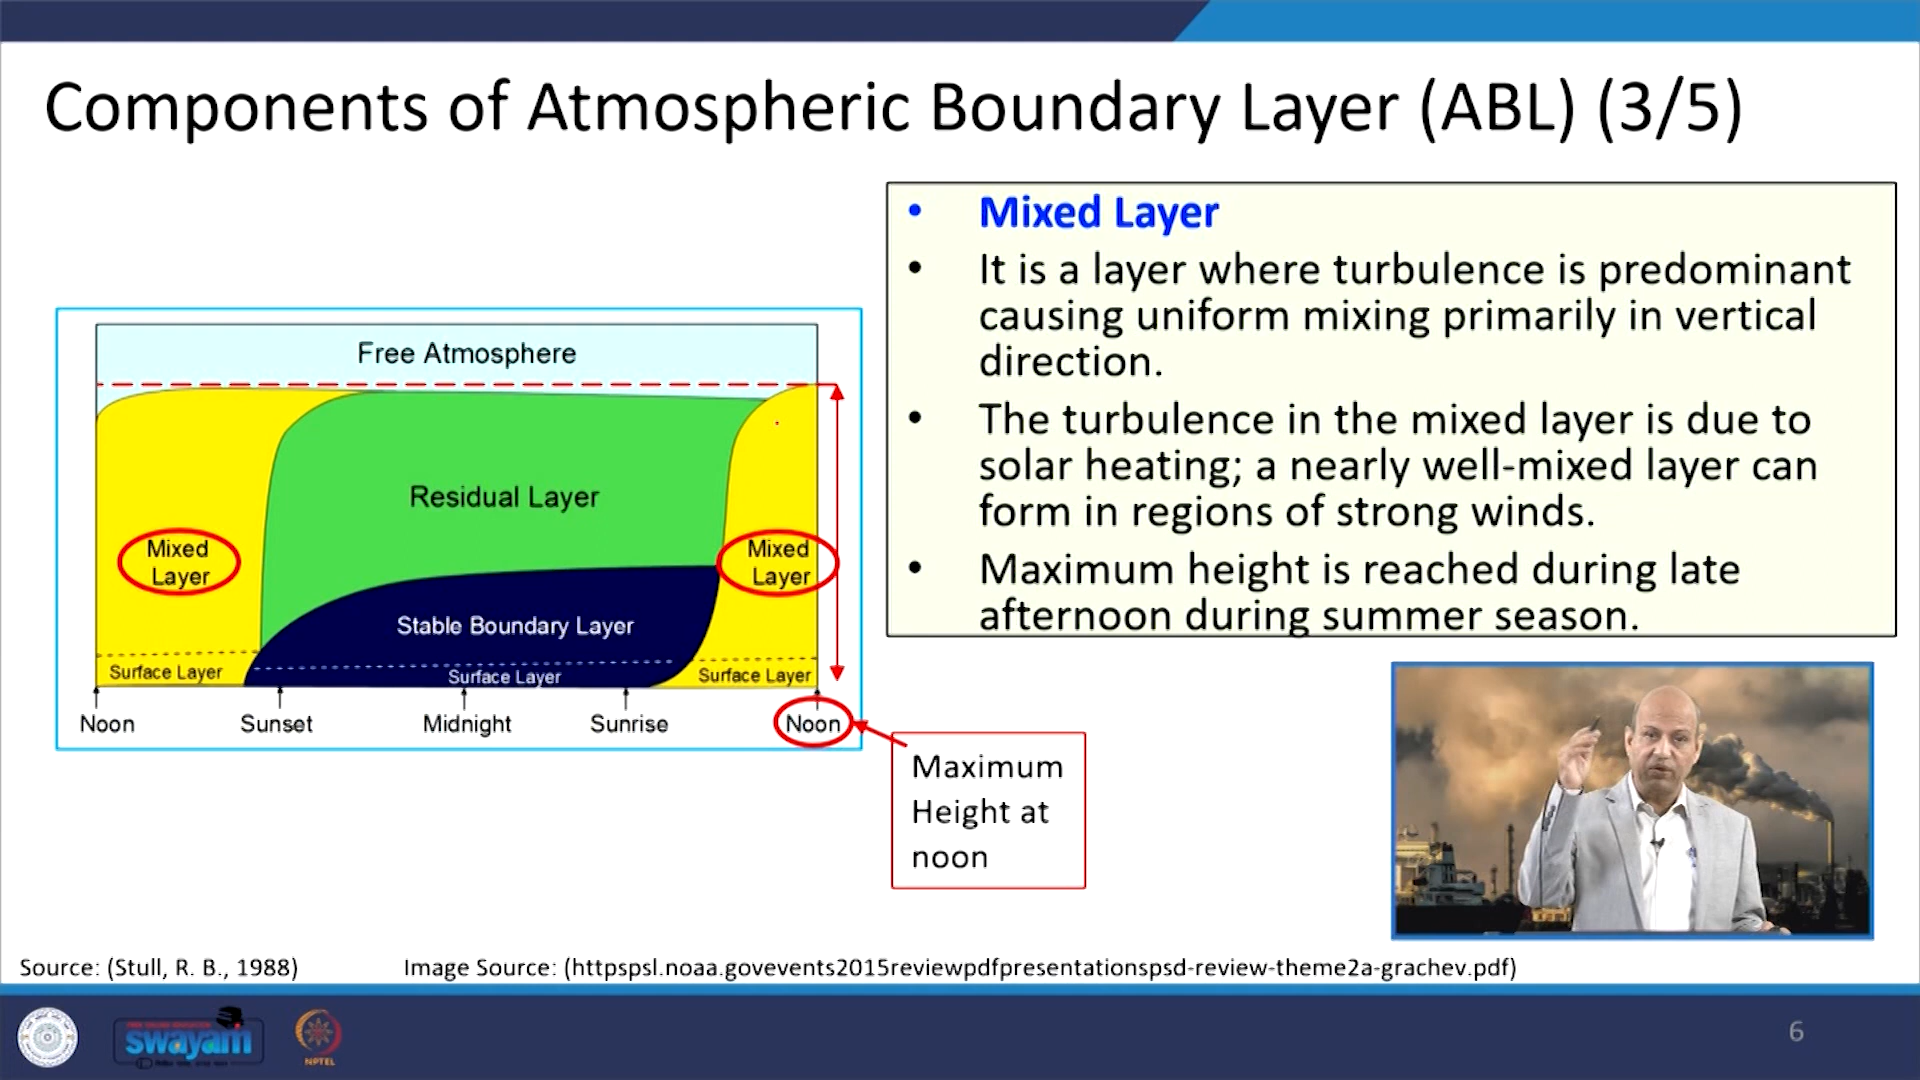 Components of Atmospheric Boundary Layer (ABL) (3/5)
• Mixed Layer
• It is a layer where turbulence is predominant
causing uniform mixing primarily in vertical
direction.
• The turbulence in the mixed layer is due to
solar heating; a nearly well-mixed layer can
form in regions of strong winds.
• Maximum height is reached during late
afternoon during summer season.
Free Atmosphere
Residual Layer
Mixed
Layer
Mixed
Layer
Stable Boundary Layer
Surface Layer
Surface Layer
Surface Layer
Noon
Sunset
Midnight
Sunrise
Noon
Maximum
Height at
noon
Source: (Stull, R. B., 1988)
Image Source: (httpspsl.noaa.govevents2015reviewpdfpresentationspsd-review-theme2a-grachev.pdf)
swayam
NPTEL
6